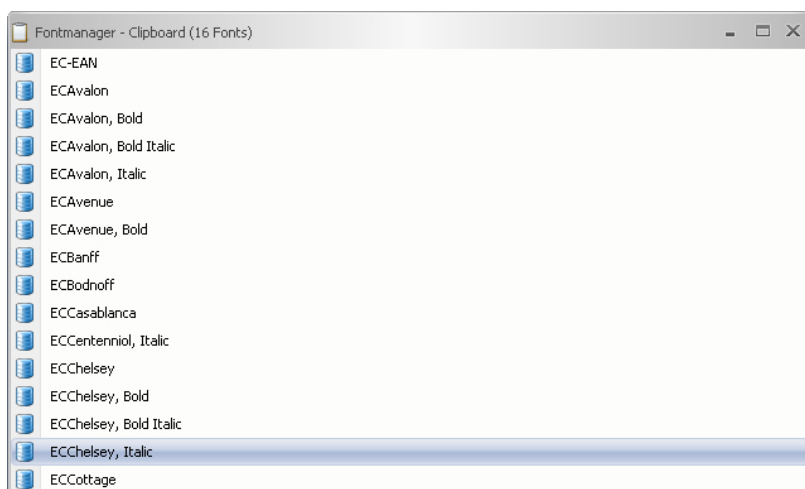 Fontmanager - Clipboard (16 Fonts)
EC-EAN
ECAvalon
ECAvalon, Bold
ECAvalon, Bold Italic
ECAvalon, Italic
ECAvenue
ECAvenue, Bold
ECBanff
ECBodnoff
ECCasablanca
ECCentenniol, Italic
ECChelsey
ECChelsey, Bold
ECChelsey, Bold Italic
ECChelsey, Italic
ECCottage